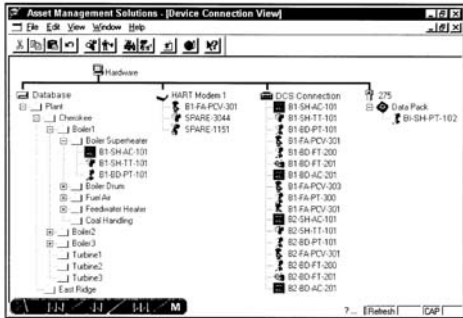 Asset Management Solutions - [Device Connection View]
File Edit View Window Help
Hardware
Database
Plant
Cherokee
Boiler1
Boiler Superheater
B1-SH-AC-101
B1-SH-TT-101
B1-BD-PT-101
Boiler Drum
Fuel Air
Feedwater Heater
Coal Handling
Boiler2
Boiler3
Turbine1
Turbine2
Turbine3
East Ridge
HART Modem 1
B1-FA-PCV-301
SPARE-3044
SPARE-1151
DCS Connection
B1-SH-AC-101
B1-SH-TT-101
B1-BD-PT-101
B1-FA-PCV-301
B1-BD-FT-200
B1-BD-FT-201
B1-BD-AC-201
B1-FA-PCV-303
B1-FA-PT-300
B1-FA-PCV-301
B2-SH-AC-101
B2-SH-TT-101
B2-BD-PT-101
B2-FA-PCV-301
B2-BD-FT-200
B2-BD-FT-201
B2-BD-AC-201
275
Data Pack
BI-SH-PT-102
M
?... Refresh CAP